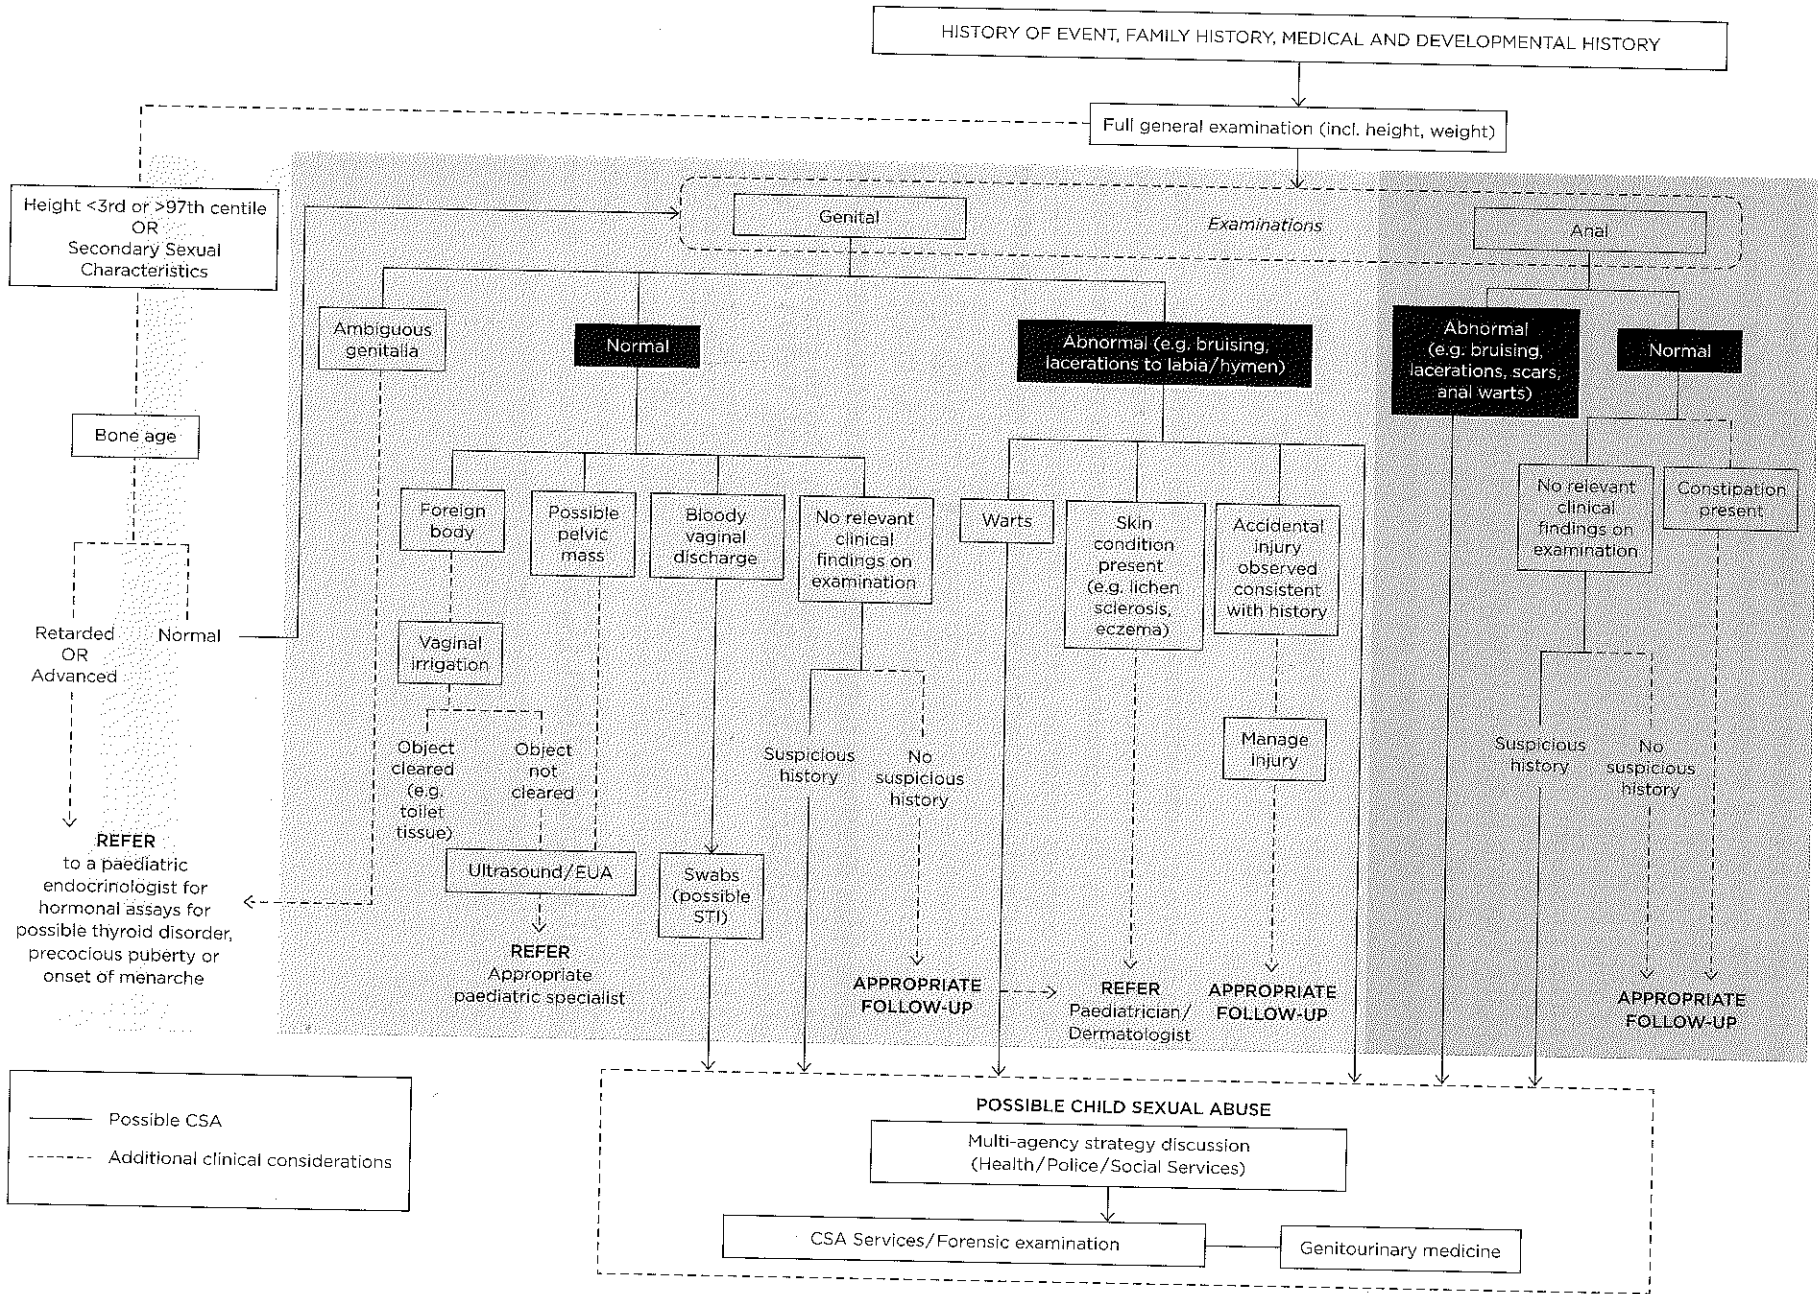 HISTORY OF EVENT, FAMILY HISTORY, MEDICAL AND DEVELOPMENTAL HISTORY
Full general examination (incl. height, weight)
Height <3rd or >97th centile
OR
Secondary Sexual
Characteristics
Genital
Examinations
Anal
Ambiguous
genitalia
Normal
Abnormal (e.g. bruising,
lacerations to labia/hymen)
Abnormal
(e.g. bruising,
lacerations, scars,
anal warts)
Normal
Bone age
Foreign
body
Possible
pelvic
mass
Bloody
vaginal
discharge
No relevant
clinical
findings on
examination
Warts
Skin
condition
present
(e.g. lichen
sclerosis,
eczema)
Accidental
injury
observed
consistent
with history
No relevant
clinical
findings on
examination
Constipation
present
Retarded
OR
Advanced
Normal
Vaginal
irrigation
Object
cleared
(e.g.
toilet
tissue)
Object
not
cleared
Suspicious
history
No
suspicious
history
Manage
Injury
Suspicious
history
No
suspicious
history
REFER
to a paediatric
endocrinologist for
hormonal assays for
possible thyroid disorder,
precocious puberty or
onset of menarche
Ultrasound/EUA
Swabs
(possible
STI)
REFER
Appropriate
paediatric specialist
APPROPRIATE
FOLLOW-UP
REFER
Paediatrician/
Dermatologist
APPROPRIATE
FOLLOW-UP
APPROPRIATE
FOLLOW-UP
Possible CSA
Additional clinical considerations
POSSIBLE CHILD SEXUAL ABUSE
Multi-agency strategy discussion
(Health/Police/Social Services)
CSA Services/Forensic examination
Genitourinary medicine